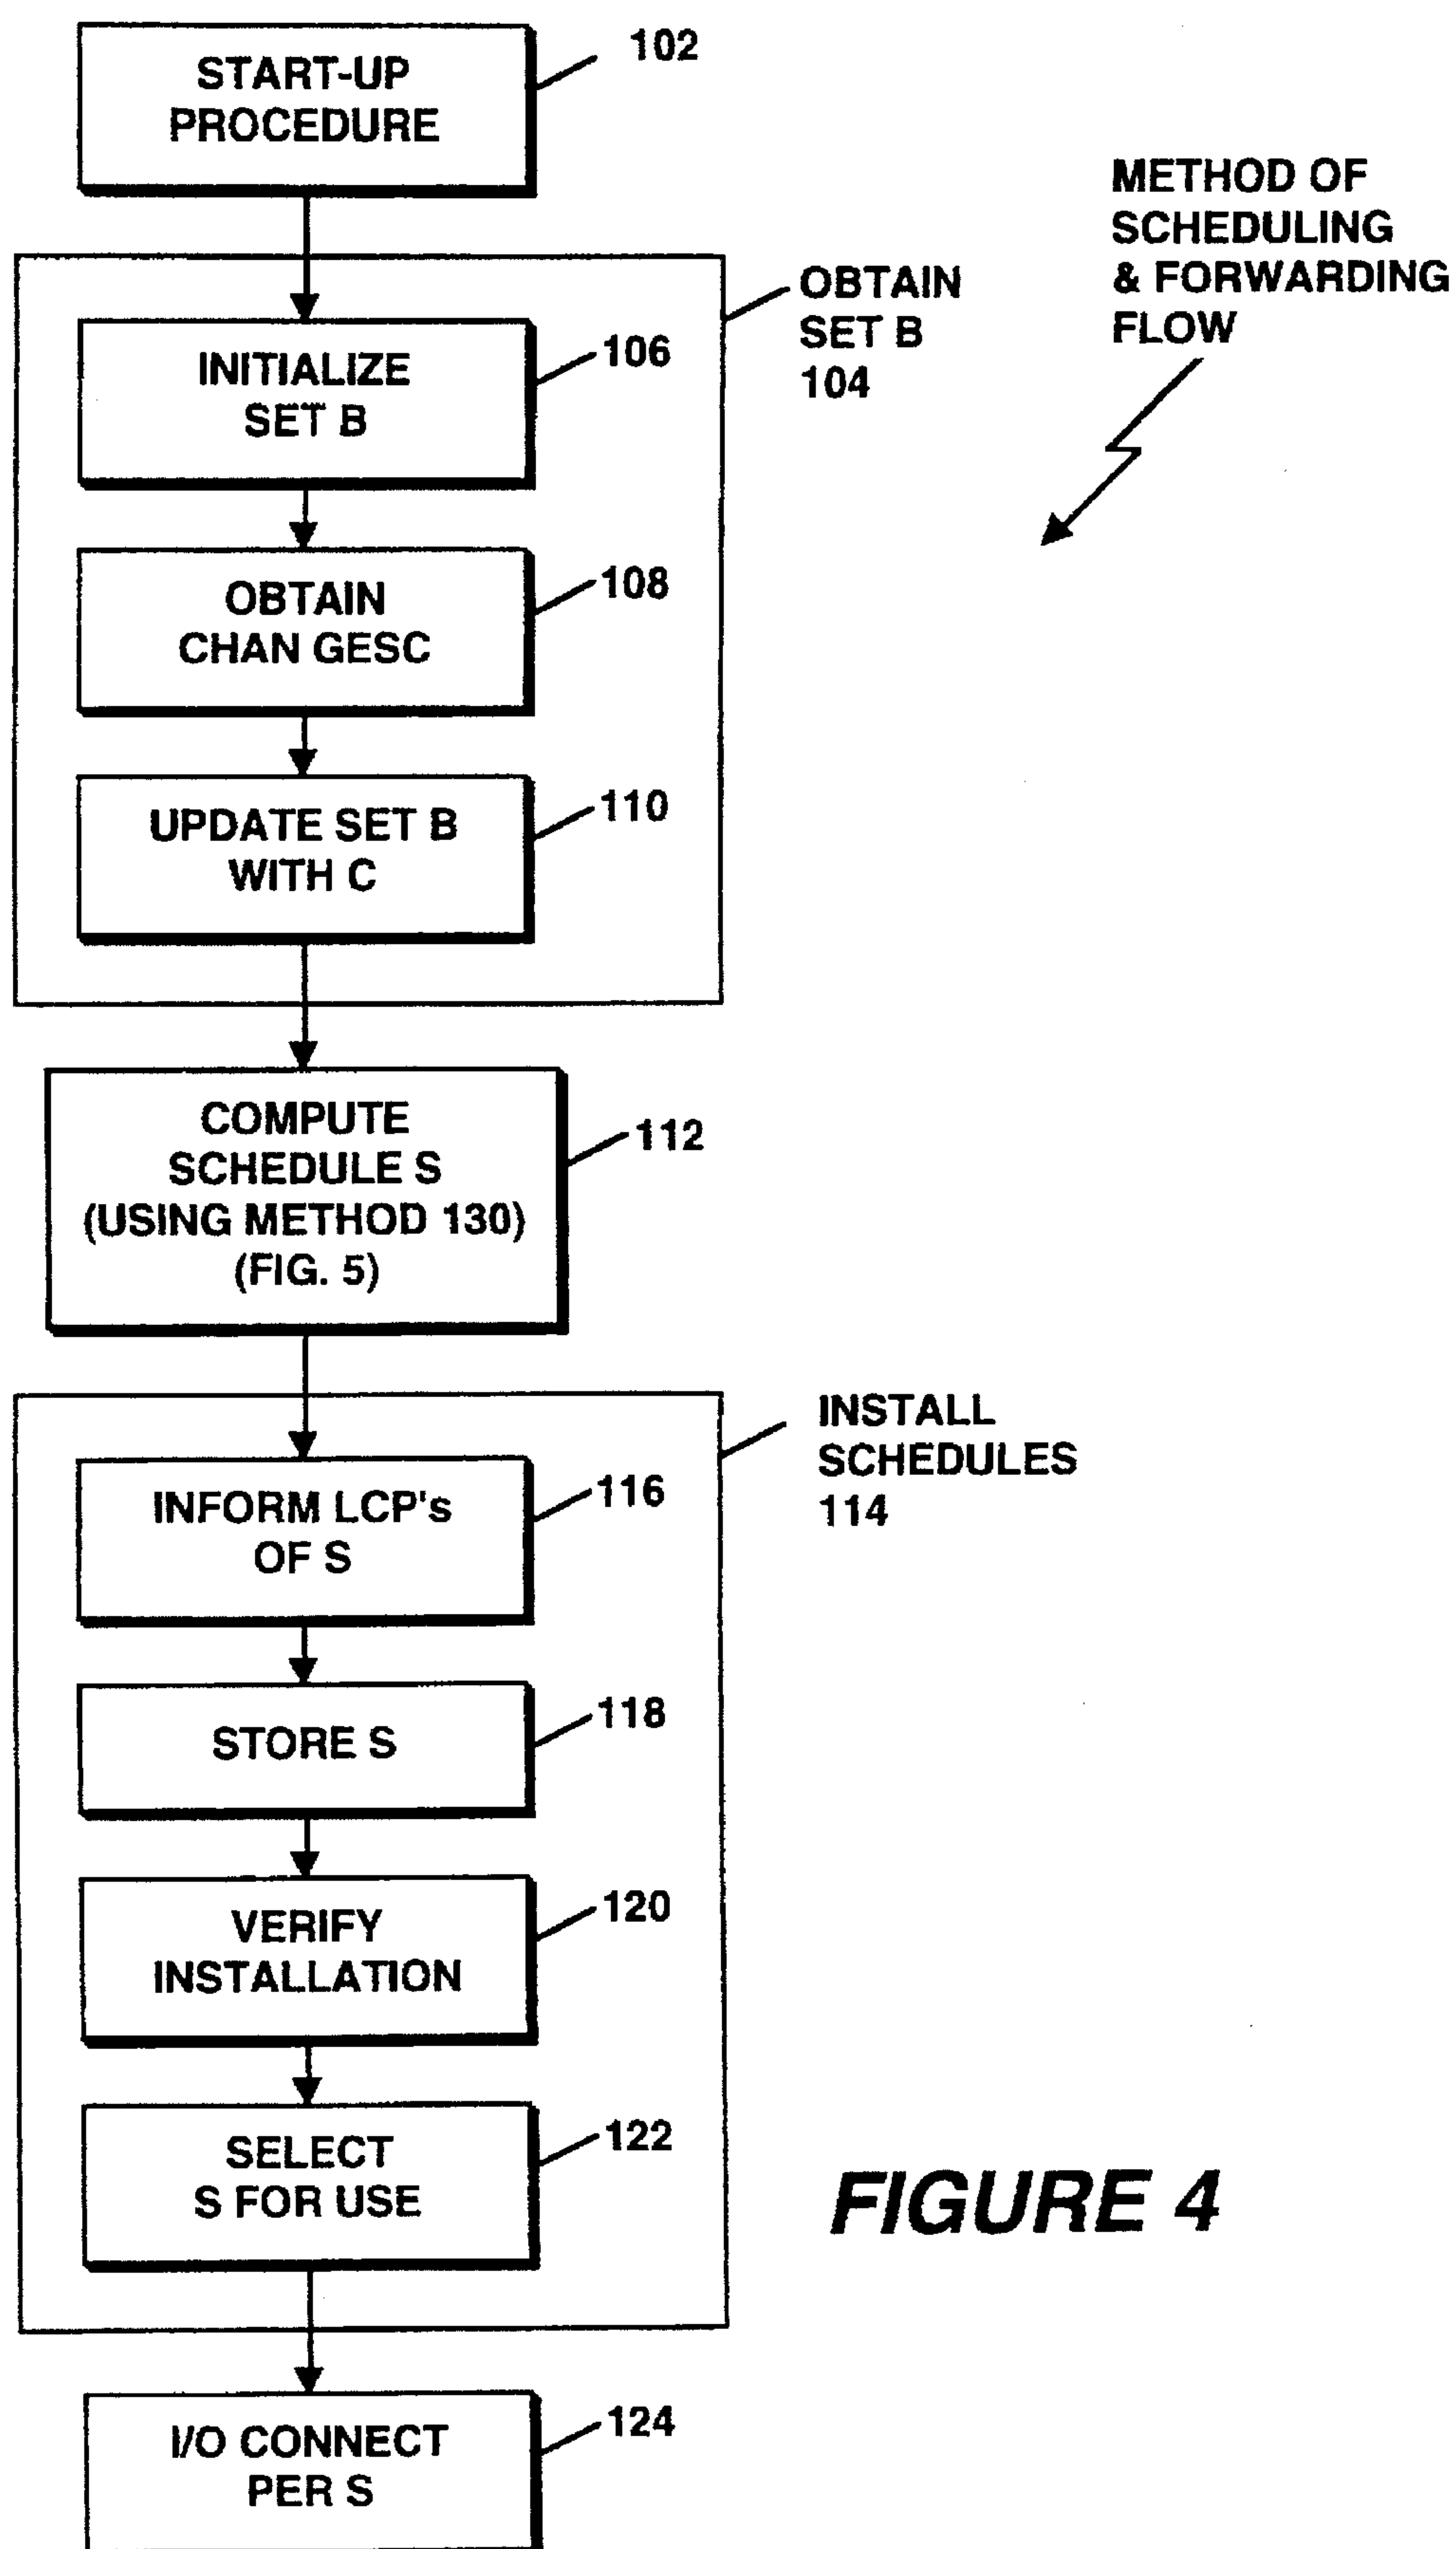 START-UP
PROCEDURE
102
METHOD OF
SCHEDULING
& FORWARDING
FLOW
OBTAIN
SET B
104
INITIALIZE
SET B
106
OBTAIN
CHAN GESC
108
UPDATE SET B
WITH C
110
COMPUTE
SCHEDULE S
(USING METHOD 130)
(FIG. 5)
112
INSTALL
SCHEDULES
114
INFORM LCP's
OF S
116
STORE S
118
VERIFY
INSTALLATION
120
SELECT
S FOR USE
122
FIGURE 4
I/O CONNECT
PER S
124